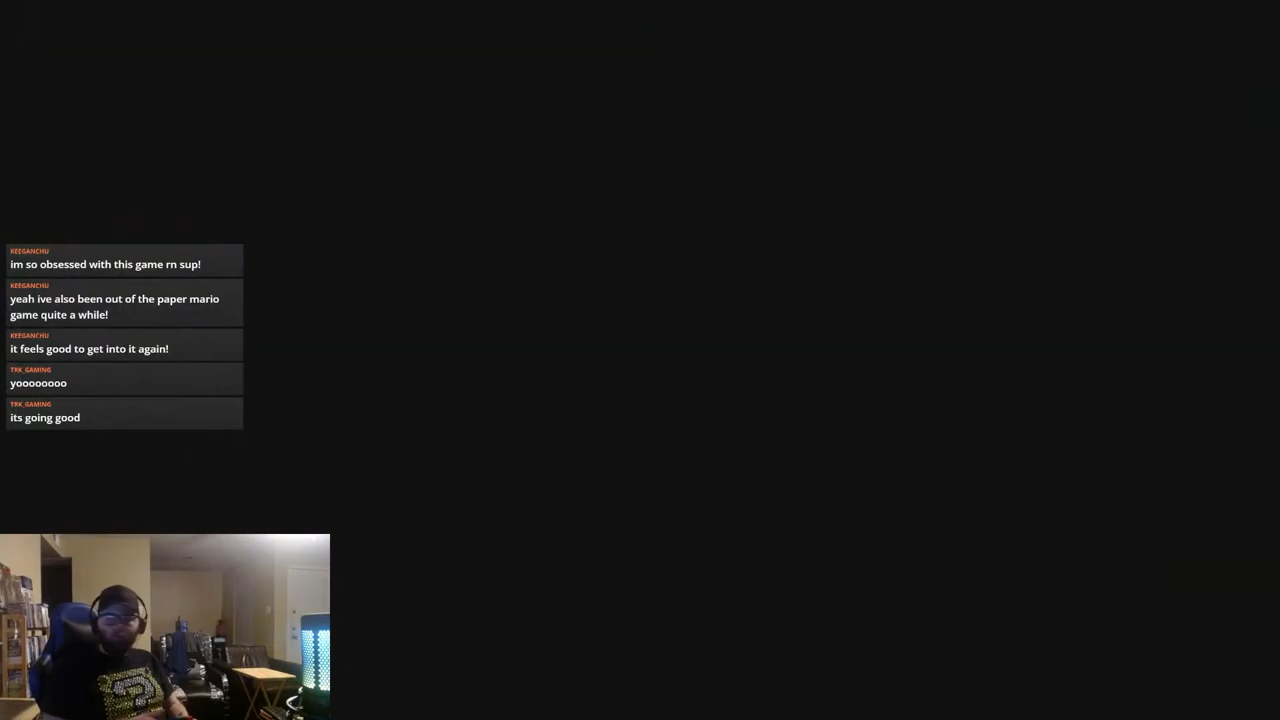 KEEGANCHU
im so obsessed with this game rn sup!
KEEGANCHU
yeah ive also been out of the paper mario
game quite a while!
KEEGANCHU
it feels good to get into it again!
TRK_GAMING
yoooooooo
TRK_GAMING
its going good